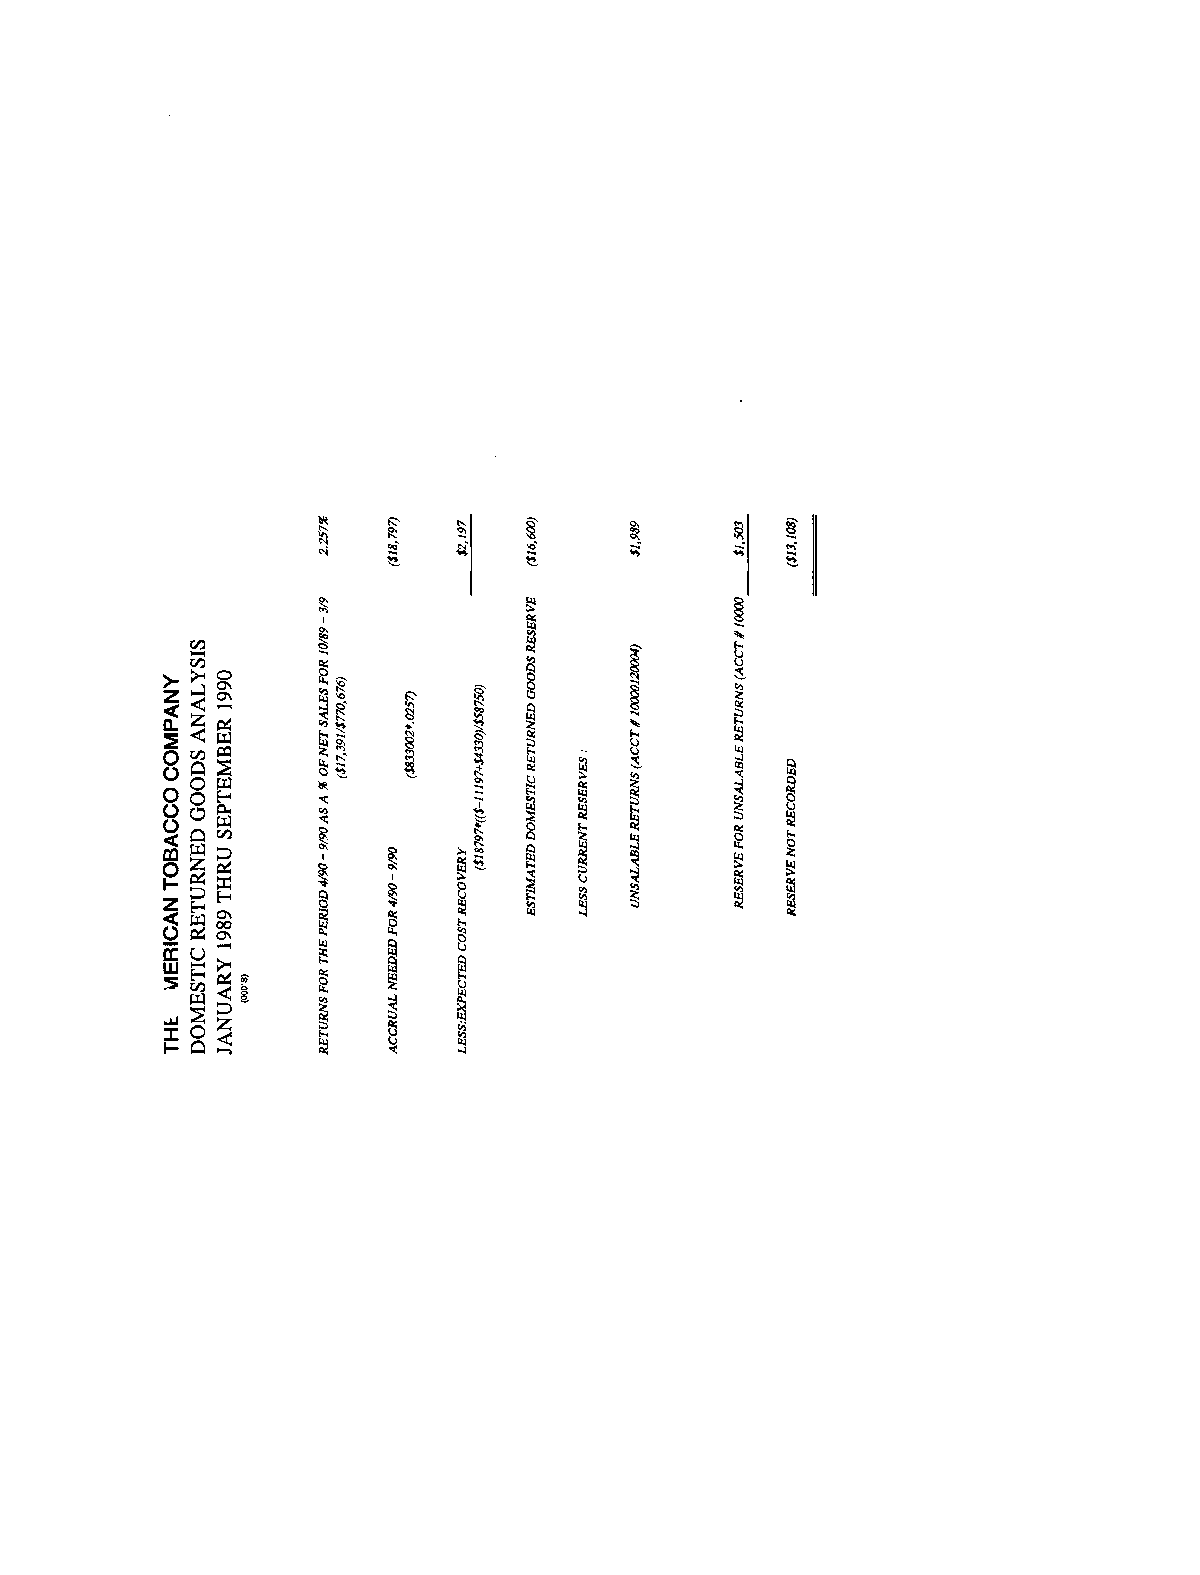 THE MERICAN TOBACCO COMPANY
DOMESTIC RETURNED GOODS ANALYSIS
JANUARY 1989 THRU SEPTEMBER 1990
(000'S)
RETURNS FOR THE PERIOD 4/90 - 9/90 AS A % OF NET SALES FOR 10/89 - 3/9 2.257%
($17,391/$770,676)
ACCRUAL NEEDED FOR 4/90 - 9/90 ($18,797)
($833002*.0257)
LESS:EXPECTED COST RECOVERY $2,197
($18797*(($-11197+$4330)/$58750)
ESTIMATED DOMESTIC RETURNED GOODS RESERVE ($16,600)
LESS CURRENT RESERVES :
UNSALABLE RETURNS (ACCT # 10000120004) $1,989
RESERVE FOR UNSALABLE RETURNS (ACCT # 10000 $1,503
RESERVE NOT RECORDED ($13,108)